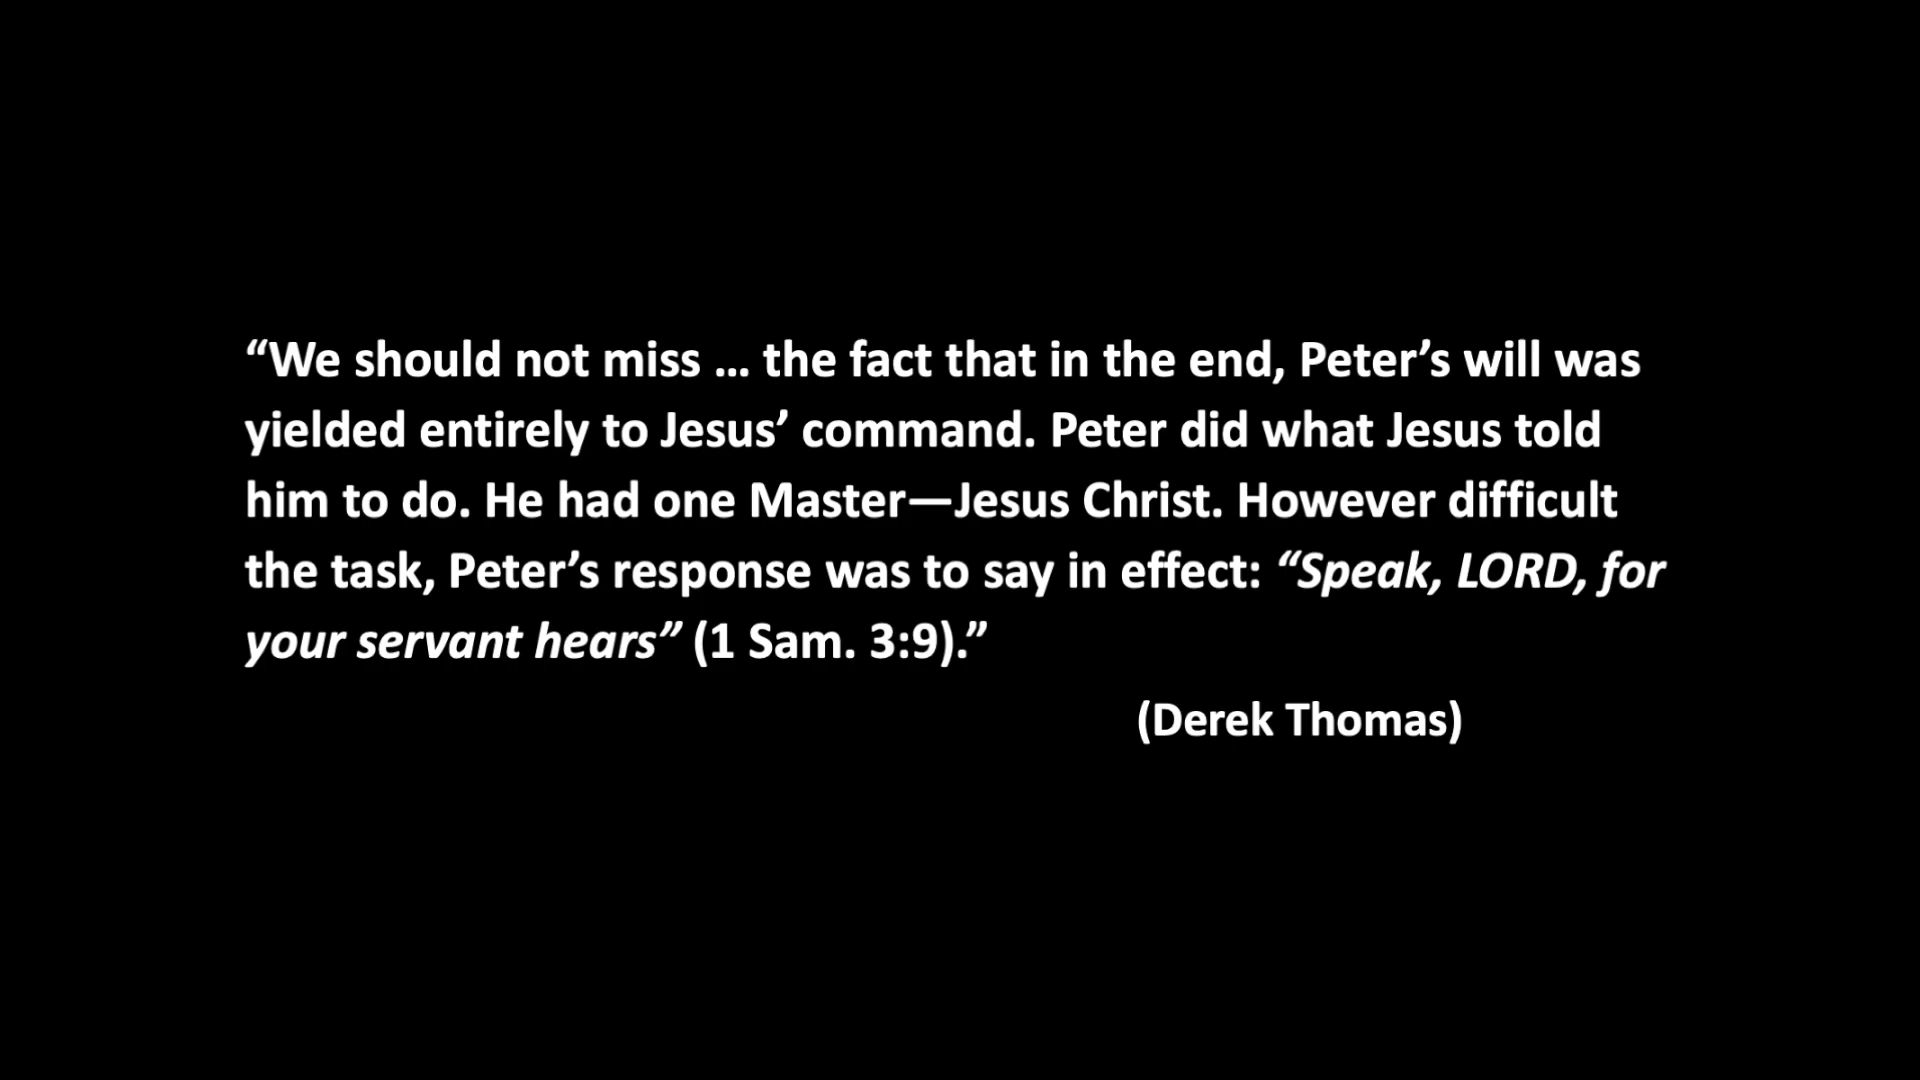 “We should not miss ... the fact that in the end, Peter’s will was
yielded entirely to Jesus’ command. Peter did what Jesus told
him to do. He had one Master—Jesus Christ. However difficult
the task, Peter’s response was to say in effect: “Speak, LORD, for
your servant hears” (1 Sam. 3:9).”
(Derek Thomas)